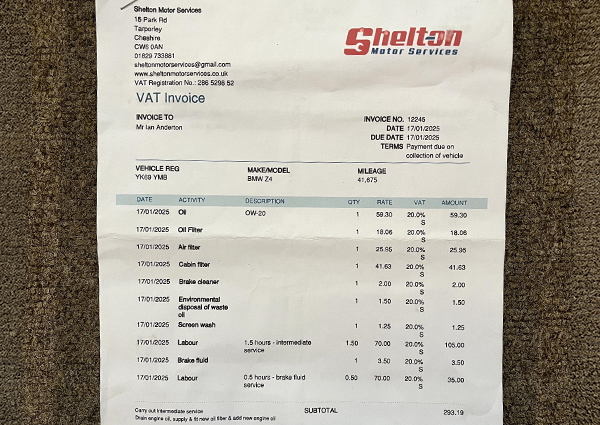 Shelton Motor Services
15 Park Rd
Tarporley
Cheshire
CW6 0AN
01829 733881
sheltonmotorservices@gmail.com
www.sheltonmotorservices.co.uk
VAT Registration No.: 286 5298 52
Shelton
Motor Services
VAT Invoice
INVOICE TO
Mr Ian Anderton
INVOICE NO. 12245
DATE 17/01/2025
DUE DATE 17/01/2025
TERMS Payment due on
collection of vehicle
VEHICLE REG MAKE/MODEL MILEAGE
YK69 YMB BMW Z4 41,675
DATE ACTIVITY DESCRIPTION QTY RATE VAT AMOUNT
17/01/2025 Oil OW-20 1 59.30 20.0% S 59.30
17/01/2025 Oil Filter 1 18.06 20.0% S 18.06
17/01/2025 Air filter 1 25.95 20.0% S 25.95
17/01/2025 Cabin filter 1 41.63 20.0% S 41.63
17/01/2025 Brake cleaner 1 2.00 20.0% S 2.00
17/01/2025 Environmental disposal of waste oil 1 1.50 20.0% S 1.50
17/01/2025 Screen wash 1 1.25 20.0% S 1.25
17/01/2025 Labour 1.5 hours - intermediate service 1.50 70.00 20.0% S 105.00
17/01/2025 Brake fluid 1 3.50 20.0% S 3.50
17/01/2025 Labour 0.5 hours - brake fluid service 0.50 70.00 20.0% S 35.00
Carry out Intermediate service SUBTOTAL 293.19
Drain engine oil, supply & fit new oil filter & add new engine oil